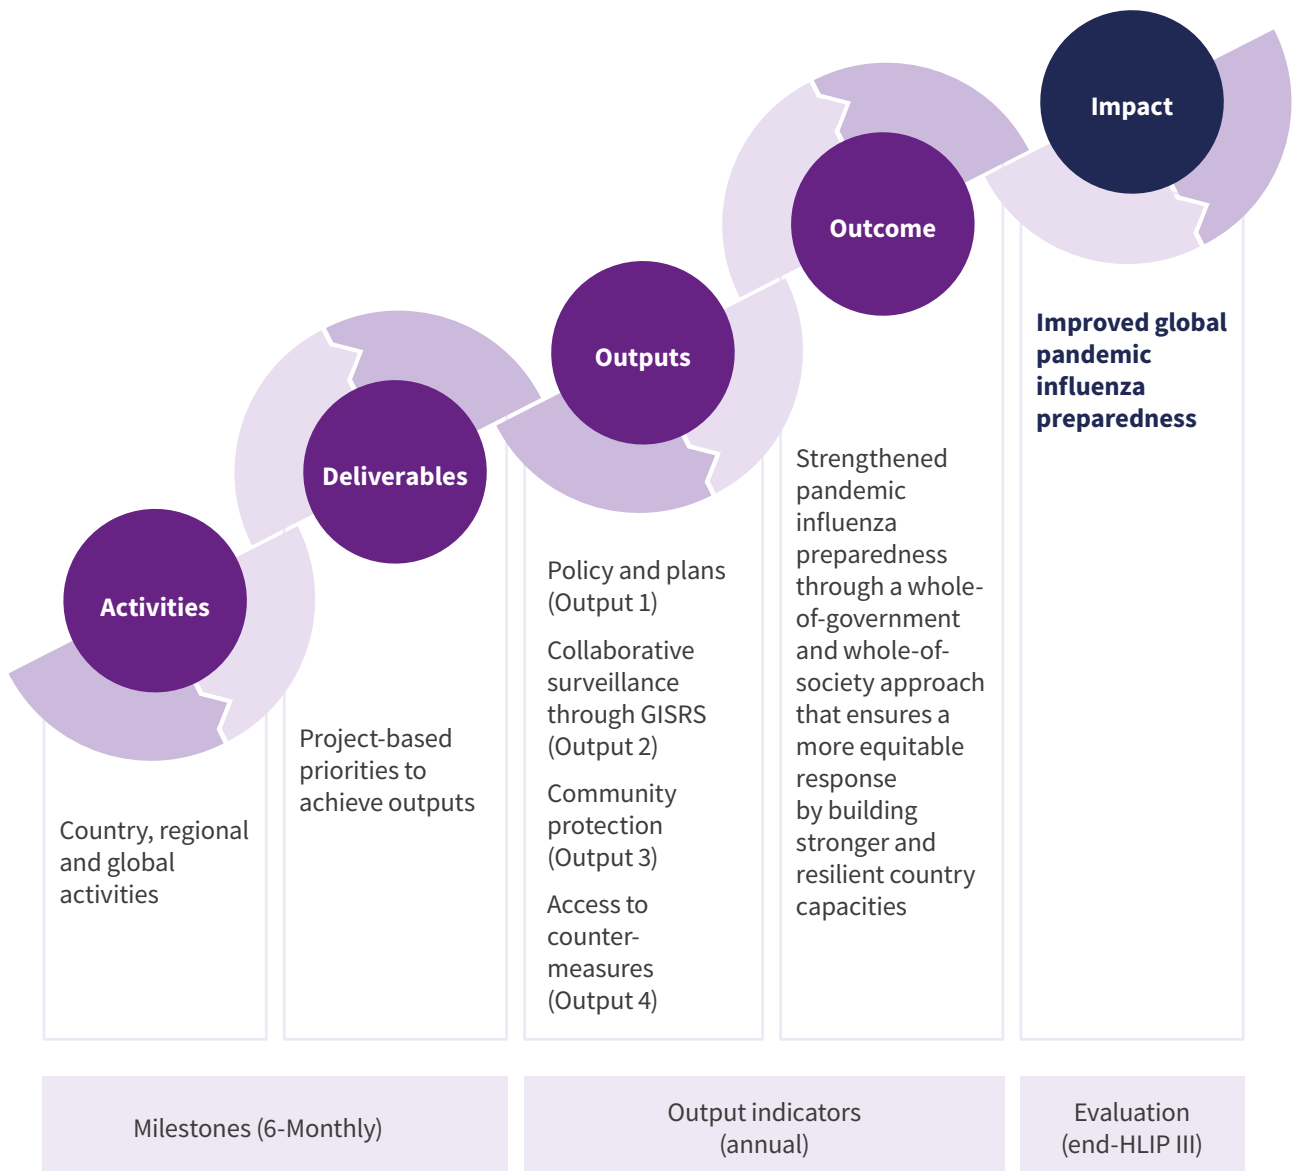 Impact
Outcome
Outputs
Deliverables
Activities
Country, regional
and global
activities
Project-based
priorities to
achieve outputs
Policy and plans
(Output 1)
Collaborative
surveillance
through GISRS
(Output 2)
Community
protection
(Output 3)
Access to
counter-
measures
(Output 4)
Strengthened
pandemic
influenza
preparedness
through a whole-
of-government
and whole-of-
society approach
that ensures a
more equitable
response
by building
stronger and
resilient country
capacities
Improved global
pandemic
influenza
preparedness
Milestones (6-Monthly)
Output indicators
(annual)
Evaluation
(end-HLIP III)